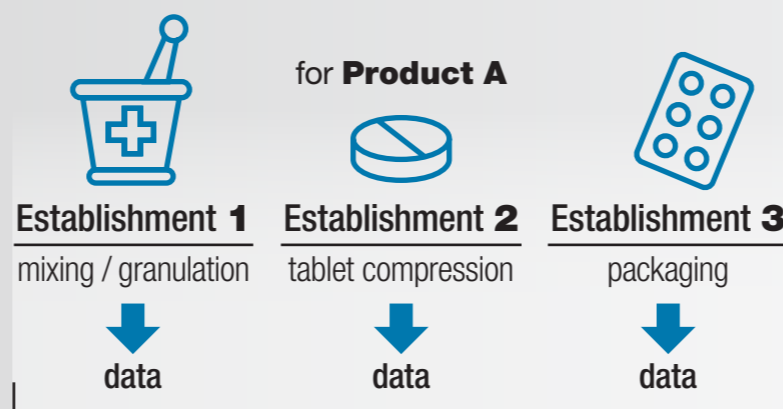 for Product A
Establishment 1
mixing / granulation
data
Establishment 2
tablet compression
data
Establishment 3
packaging
data